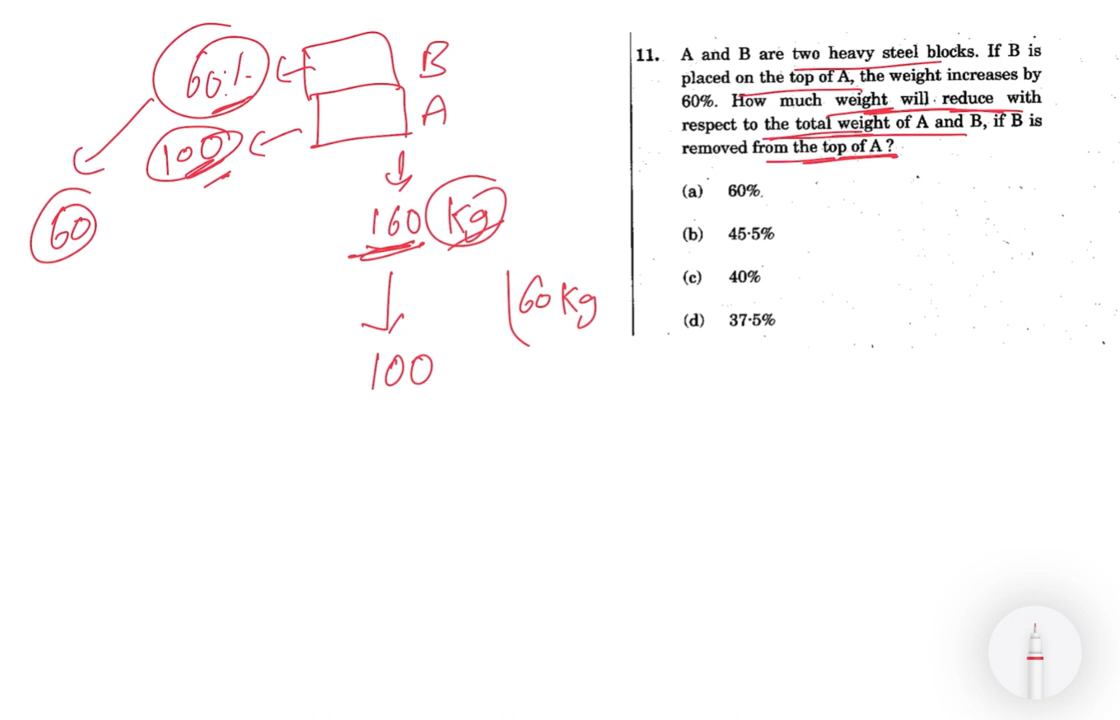 60%
B
100
A
60
160 kg
60 kg
100
11. A and B are two heavy steel blocks. If B is
placed on the top of A, the weight increases by
60%. How much weight will reduce with
respect to the total weight of A and B, if B is
removed from the top of A ?
(a) 60%.
(b) 45·5%
(c) 40%
(d) 37·5%